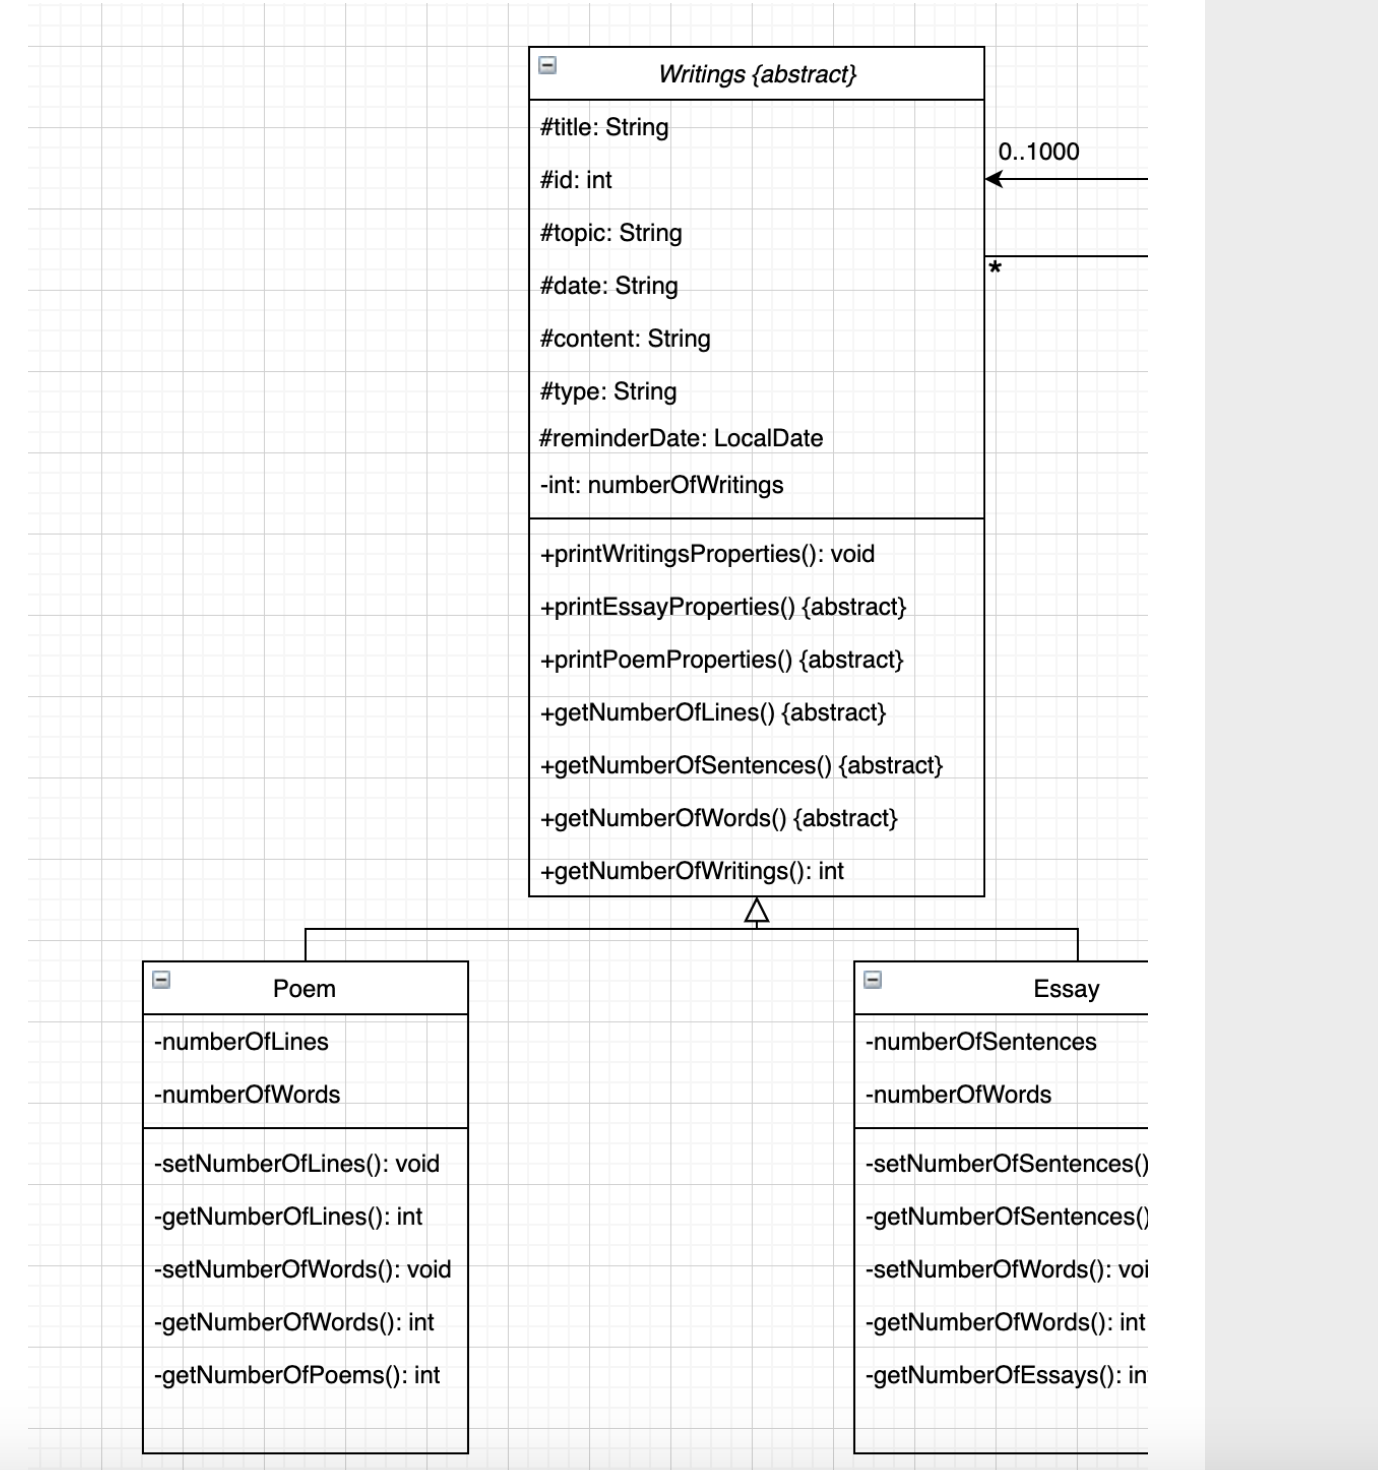 Writings {abstract}
#title: String
0..1000
#id: int
#topic: String
*
#date: String
#content: String
#type: String
#reminderDate: LocalDate
-int: numberOfWritings
+printWritingsProperties(): void
+printEssayProperties() {abstract}
+printPoemProperties() {abstract}
+getNumberOfLines() {abstract}
+getNumberOfSentences() {abstract}
+getNumberOfWords() {abstract}
+getNumberOfWritings(): int
Poem
-numberOfLines
-numberOfWords
-setNumberOfLines(): void
-getNumberOfLines(): int
-setNumberOfWords(): void
-getNumberOfWords(): int
-getNumberOfPoems(): int
Essay
-numberOfSentences
-numberOfWords
-setNumberOfSentences()
-getNumberOfSentences()
-setNumberOfWords(): voi
-getNumberOfWords(): int
-getNumberOfEssays(): in